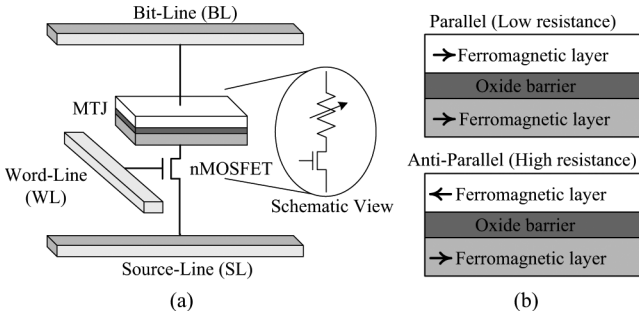 Bit-Line (BL)
MTJ
Word-Line
(WL)
nMOSFET
Schematic View
Source-Line (SL)
(a)
Parallel (Low resistance)
Ferromagnetic layer
Oxide barrier
Ferromagnetic layer
Anti-Parallel (High resistance)
Ferromagnetic layer
Oxide barrier
Ferromagnetic layer
(b)